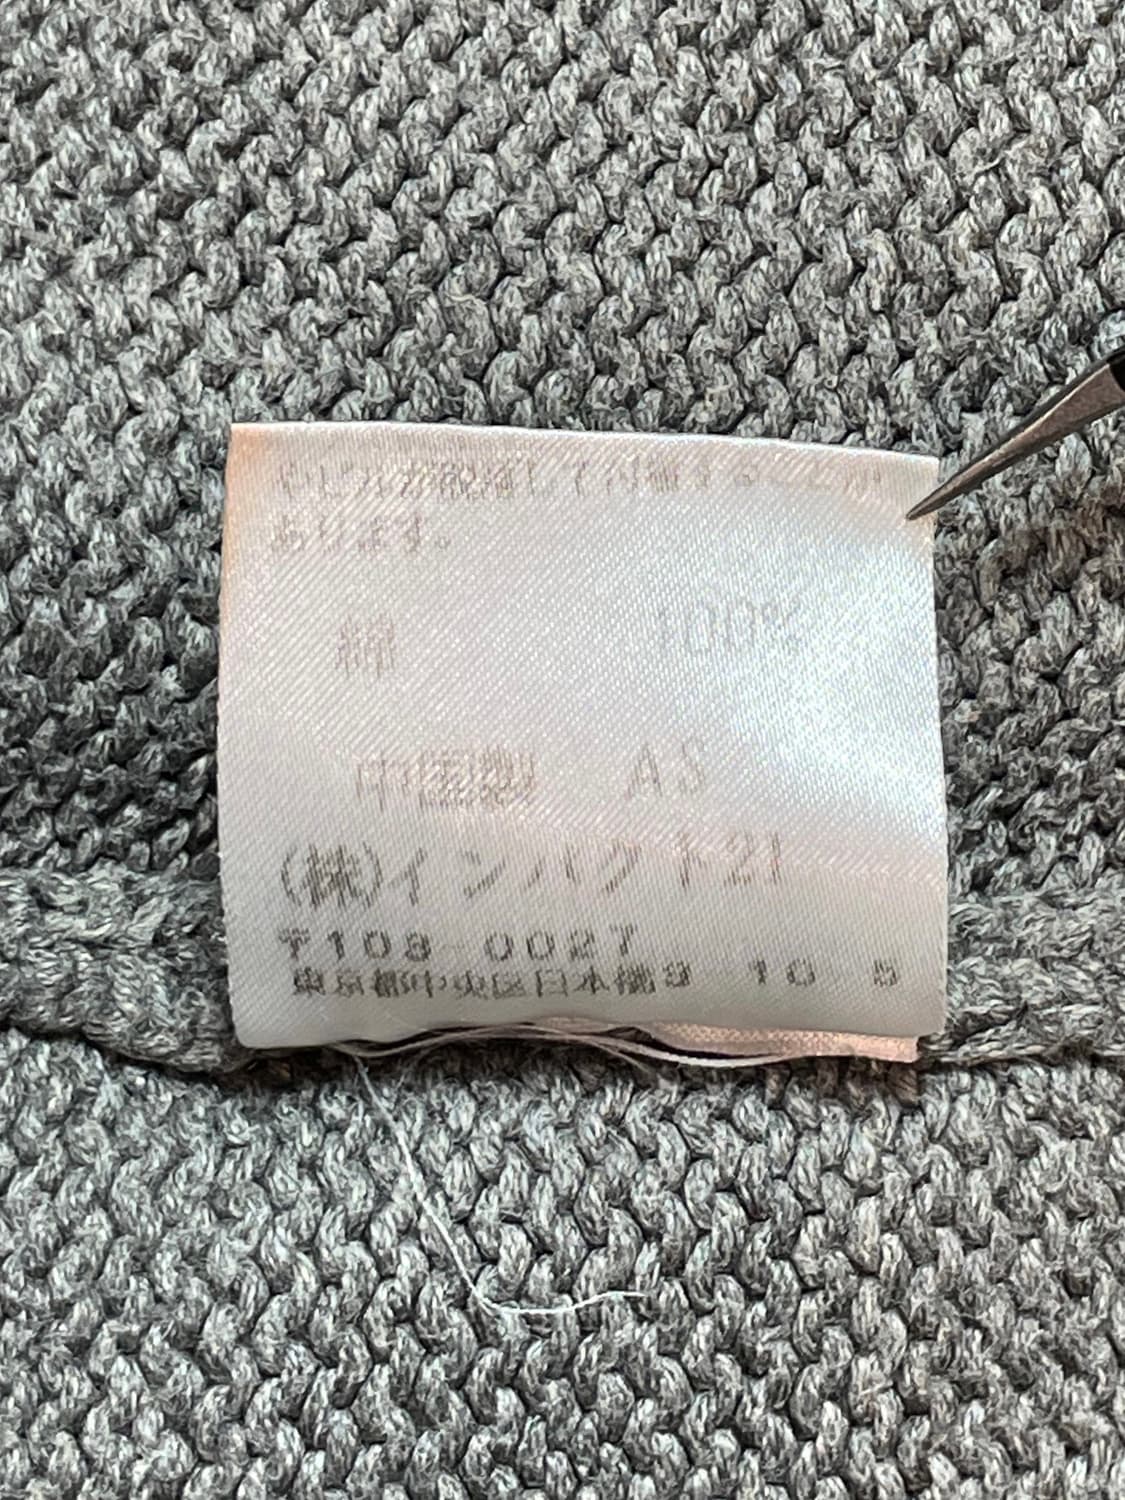 あります。
綿 100%
中国製 AS
(株)インパクト21
〒103-0027
東京都中央区日本橋3 10 5